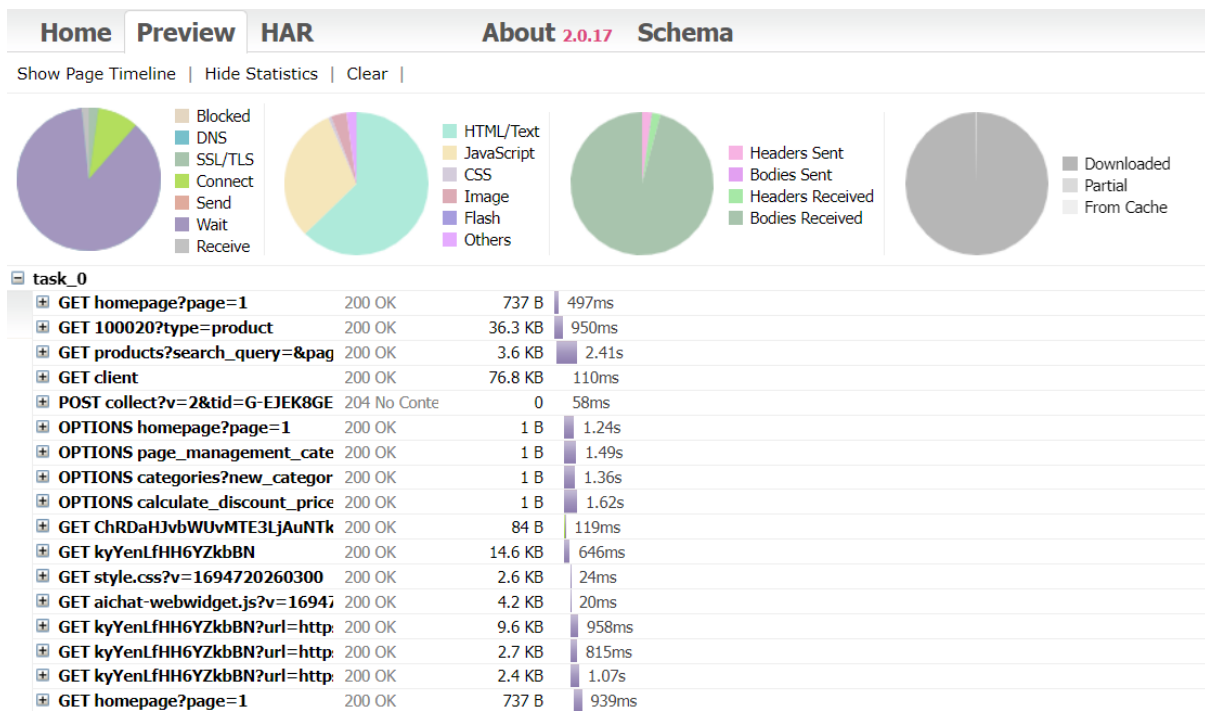 Home Preview HAR About 2.0.17 Schema
Show Page Timeline | Hide Statistics | Clear |
Blocked
DNS
SSL/TLS
Connect
Send
Wait
Receive
HTML/Text
JavaScript
CSS
Image
Flash
Others
Headers Sent
Bodies Sent
Headers Received
Bodies Received
Downloaded
Partial
From Cache
task_0
GET homepage?page=1 200 OK 737 B 497ms
GET 100020?type=product 200 OK 36.3 KB 950ms
GET products?search_query=&pag 200 OK 3.6 KB 2.41s
GET client 200 OK 76.8 KB 110ms
POST collect?v=2&tid=G-EJEK8GE 204 No Conte 0 58ms
OPTIONS homepage?page=1 200 OK 1 B 1.24s
OPTIONS page_management_cate 200 OK 1 B 1.49s
OPTIONS categories?new_categor 200 OK 1 B 1.36s
OPTIONS calculate_discount_price 200 OK 1 B 1.62s
GET ChRDaHJvbWUvMTE3LjAuNTk 200 OK 84 B 119ms
GET kyYenLfHH6YZkbBN 200 OK 14.6 KB 646ms
GET style.css?v=1694720260300 200 OK 2.6 KB 24ms
GET aichat-webwidget.js?v=16947 200 OK 4.2 KB 20ms
GET kyYenLfHH6YZkbBN?url=http: 200 OK 9.6 KB 958ms
GET kyYenLfHH6YZkbBN?url=http: 200 OK 2.7 KB 815ms
GET kyYenLfHH6YZkbBN?url=http: 200 OK 2.4 KB 1.07s
GET homepage?page=1 200 OK 737 B 939ms